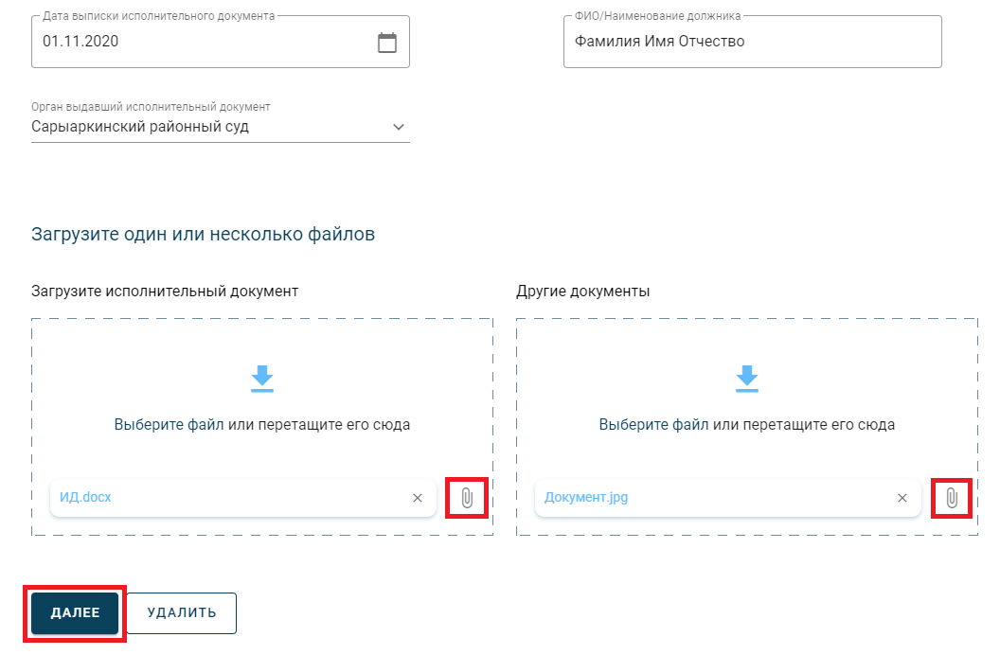 Дата выписки исполнительного документа
01.11.2020
ФИО/Наименование должника
Фамилия Имя Отчество
Орган выдавший исполнительный документ
Сарыаркинский районный суд
Загрузите один или несколько файлов
Загрузите исполнительный документ
Другие документы
Выберите файл или перетащите его сюда
Выберите файл или перетащите его сюда
ИД.docx
Документ.jpg
ДАЛЕЕ
УДАЛИТЬ